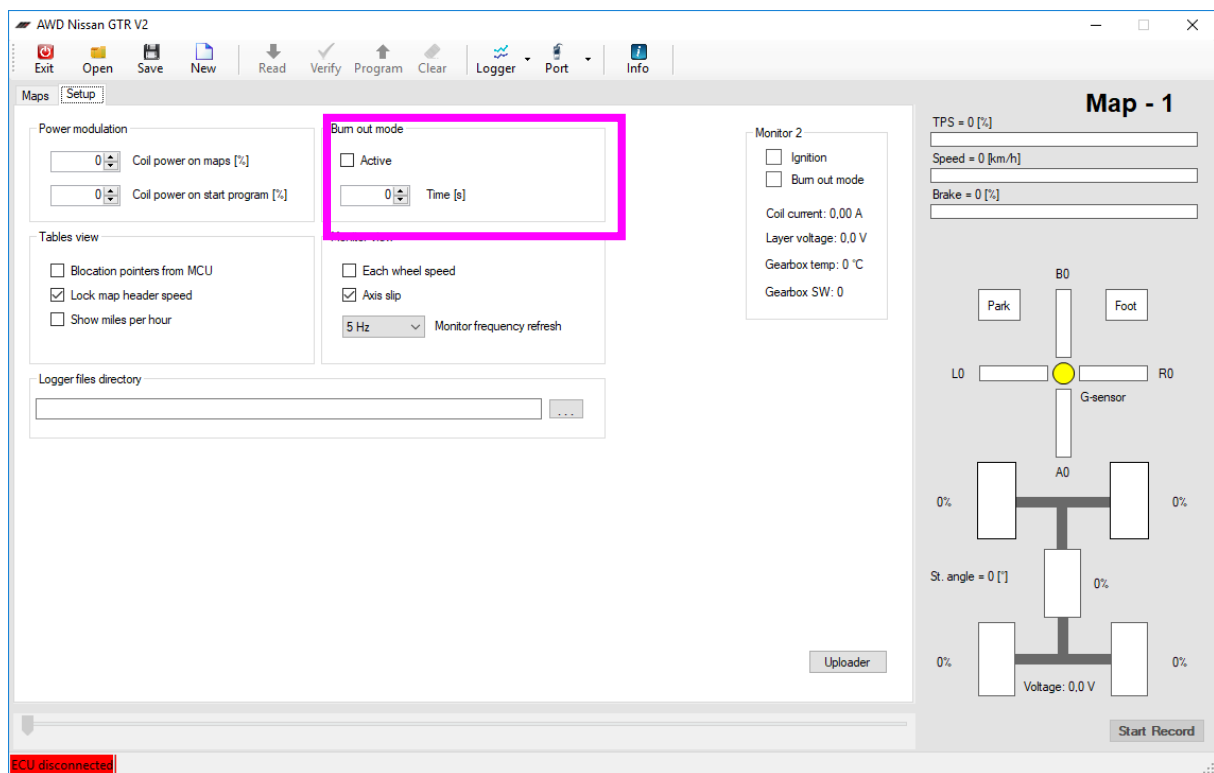 AWD Nissan GTR V2
Exit Open Save New Read Verify Program Clear Logger Port Info
Maps Setup
Power modulation
0 Coil power on maps [%]
0 Coil power on start program [%]
Burn out mode
Active
0 Time [s]
Tables view
Blocation pointers from MCU
Lock map header speed
Show miles per hour
Monitor view
Each wheel speed
Axis slip
5 Hz Monitor frequency refresh
Logger files directory
...
Monitor 2
Ignition
Burn out mode
Coil current: 0,00 A
Layer voltage: 0,0 V
Gearbox temp: 0 °C
Gearbox SW: 0
Uploader
Map - 1
TPS = 0 [%]
Speed = 0 [km/h]
Brake = 0 [%]
B0
Park Foot
L0 R0
G-sensor
A0
0% 0%
St. angle = 0 [°] 0%
0% 0%
Voltage: 0,0 V
Start Record
ECU disconnected